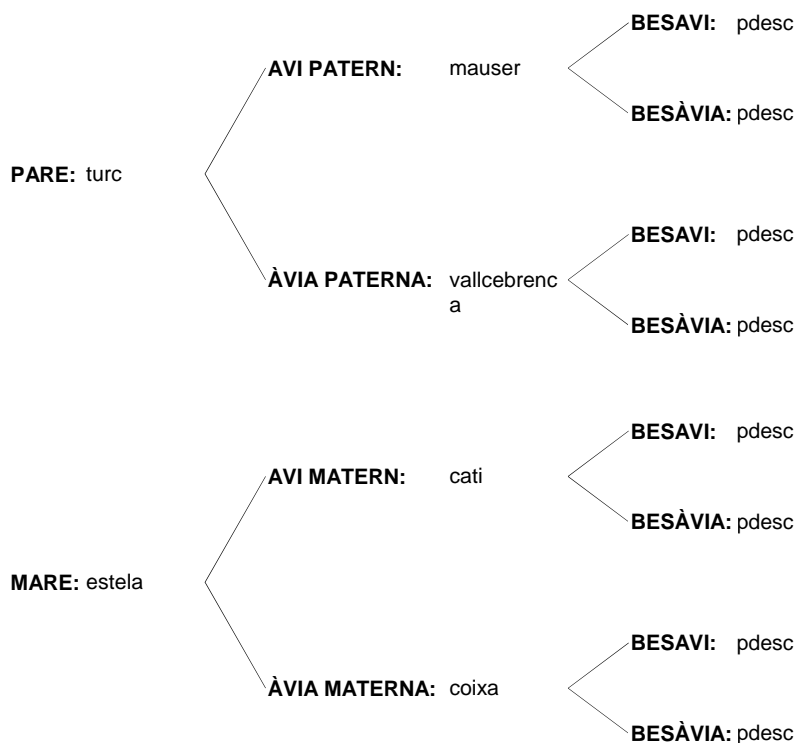 BESAVI: pdesc
AVI PATERN: mauser
BESÀVIA: pdesc
PARE: turc
BESAVI: pdesc
ÀVIA PATERNA: vallcebrenc
a
BESÀVIA: pdesc
BESAVI: pdesc
AVI MATERN: cati
BESÀVIA: pdesc
MARE: estela
BESAVI: pdesc
ÀVIA MATERNA: coixa
BESÀVIA: pdesc